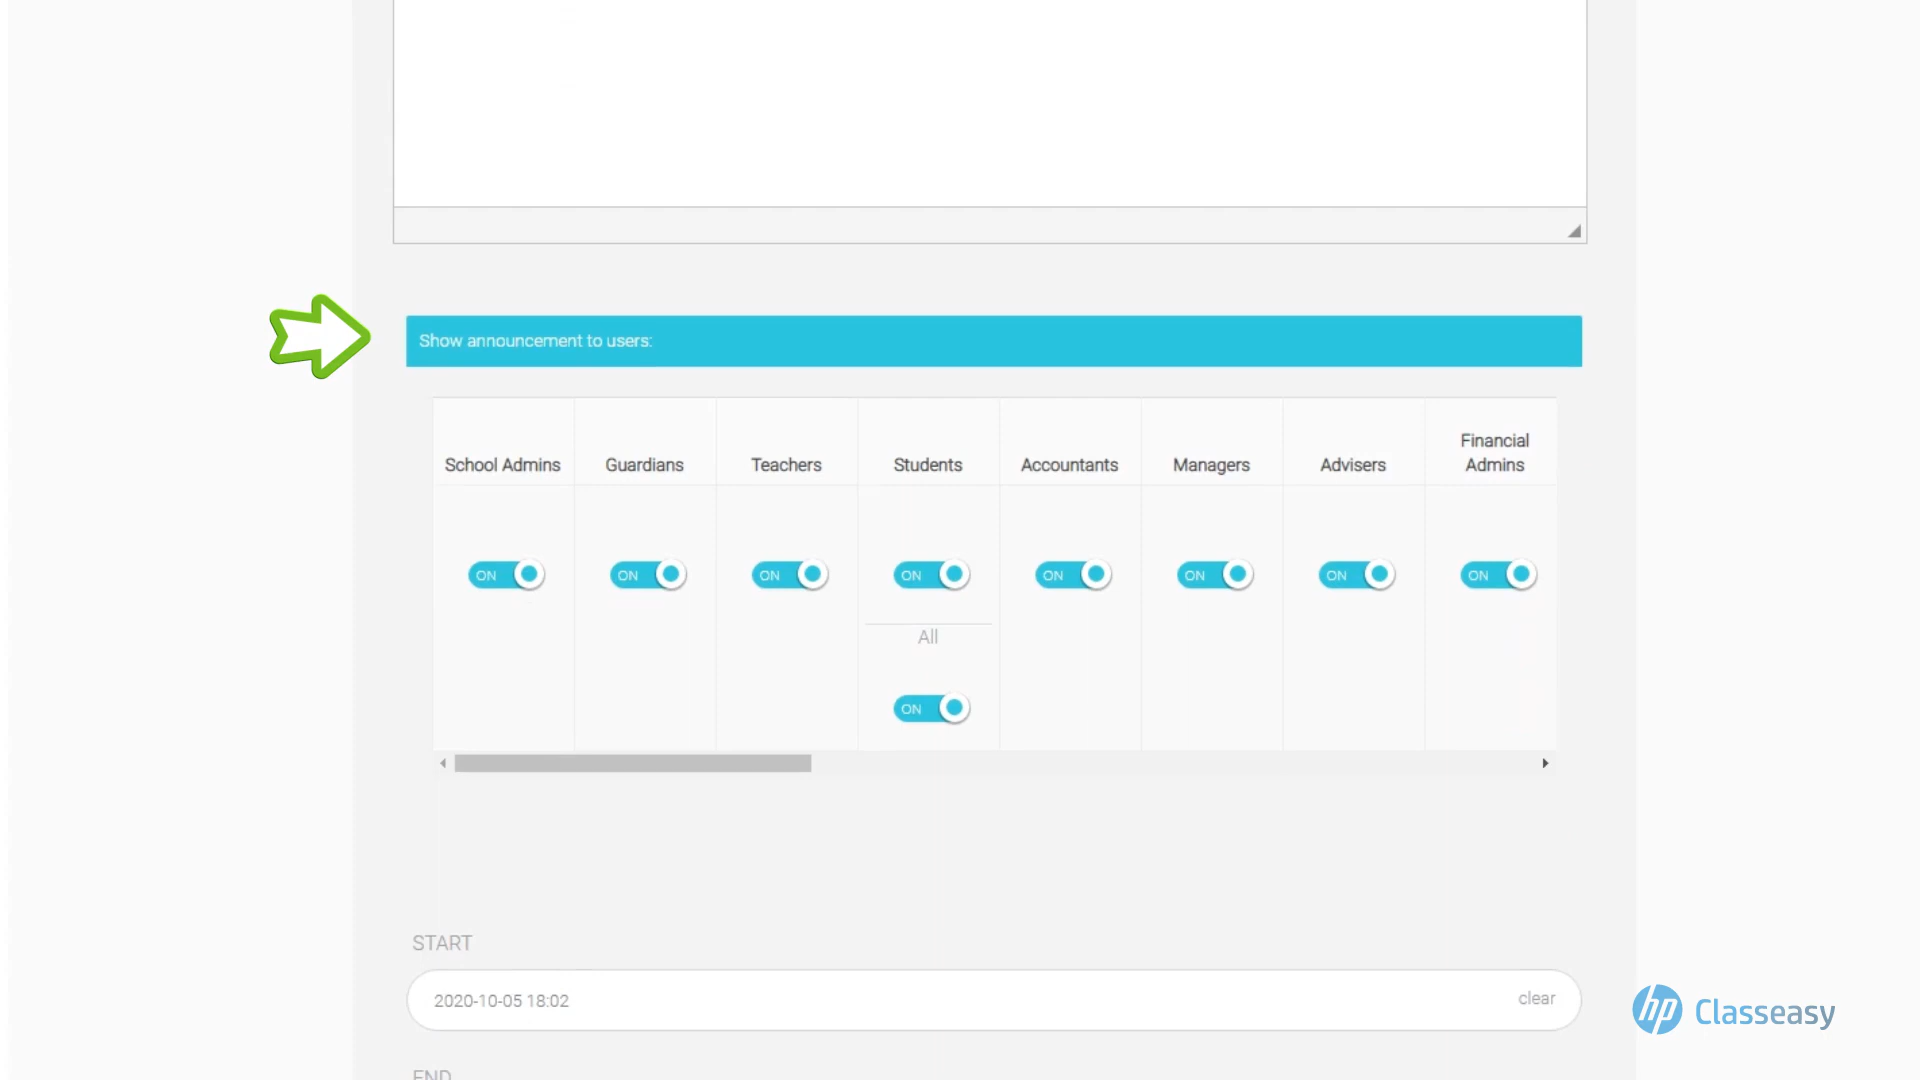 Show announcement to users:
School Admins
Guardians
Teachers
Students
Accountants
Managers
Advisers
Financial
Admins
ON
ON
ON
ON
ON
ON
ON
ON
All
ON
START
2020-10-05 18:02
clear
END
hp Classeasy